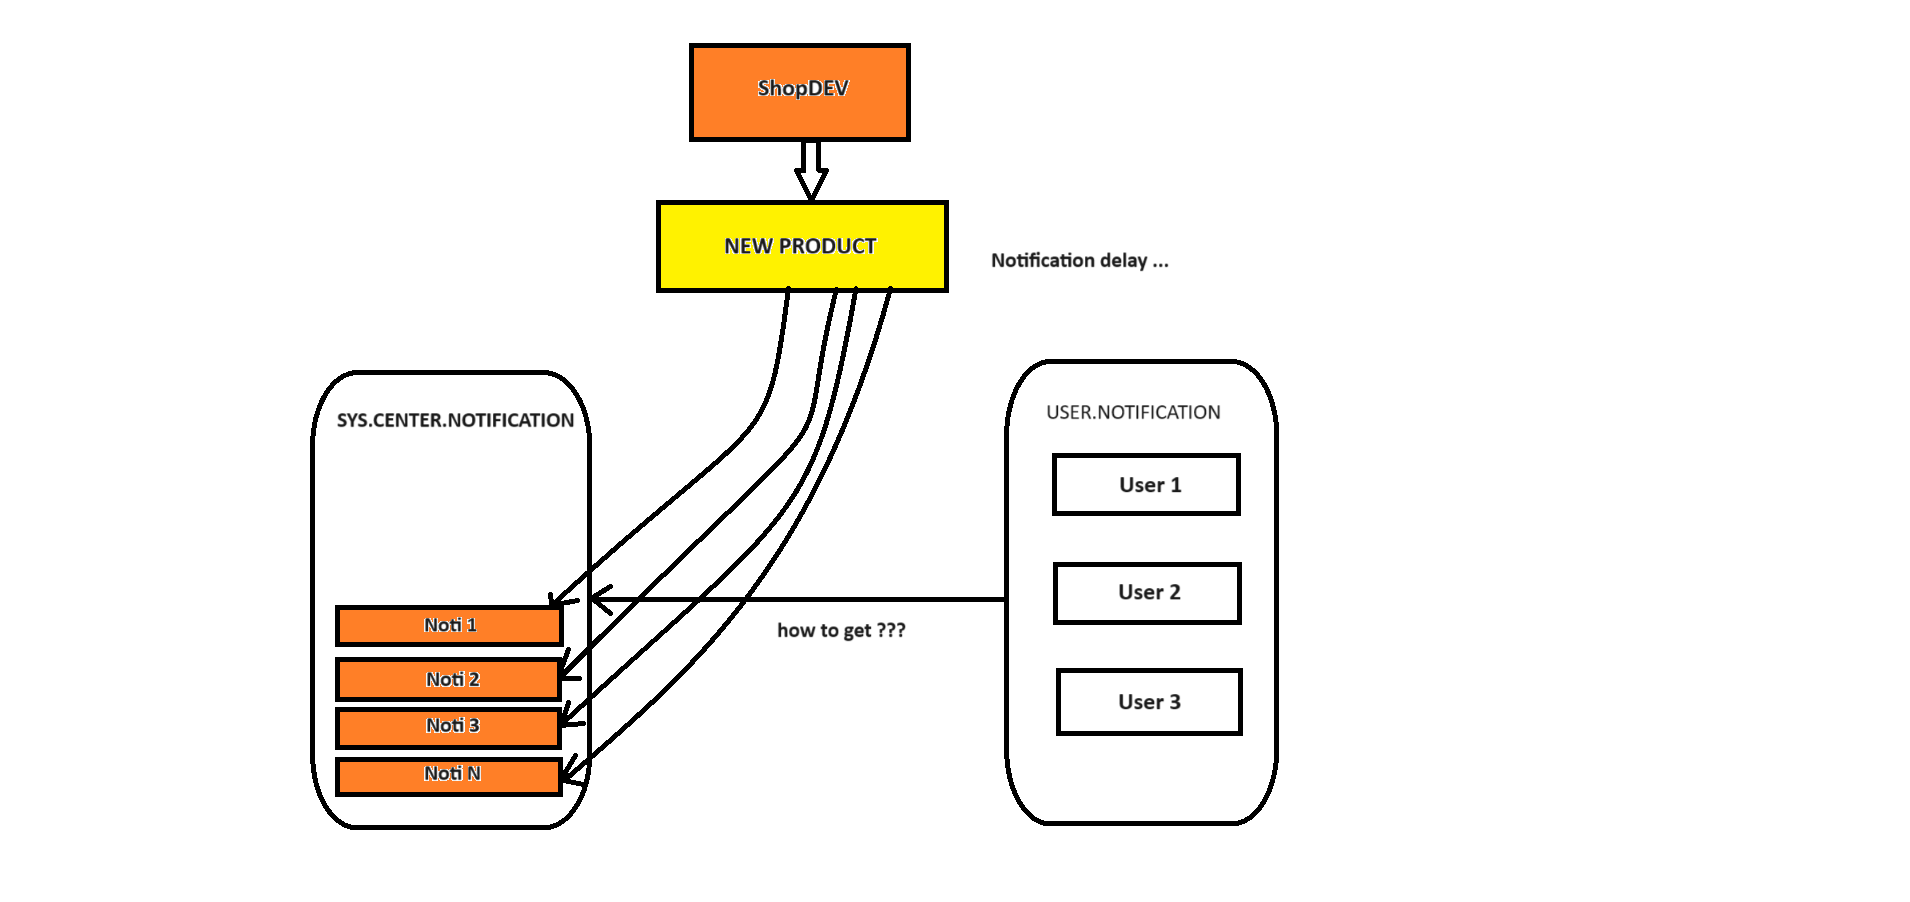 ShopDEV
NEW PRODUCT
Notification delay ...
SYS.CENTER.NOTIFICATION
USER.NOTIFICATION
User 1
User 2
how to get ???
Noti 1
Noti 2
Noti 3
Noti N
User 3